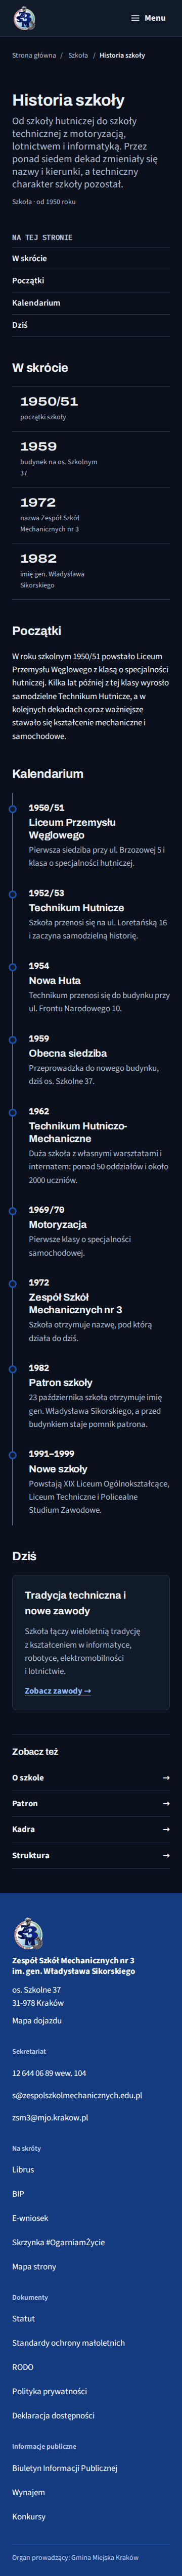 Menu
Strona główna / Szkoła / Historia szkoły
Historia szkoły
Od szkoły hutniczej do szkoły
technicznej z motoryzacją,
lotnictwem i informatyką. Przez
ponad siedem dekad zmieniały się
nazwy i kierunki, a techniczny
charakter szkoły pozostał.
Szkoła · od 1950 roku
NA TEJ STRONIE
W skrócie
Początki
Kalendarium
Dziś
W skrócie
1950/51
początki szkoły
1959
budynek na os. Szkolnym
37
1972
nazwa Zespół Szkół
Mechanicznych nr 3
1982
imię gen. Władysława
Sikorskiego
Początki
W roku szkolnym 1950/51 powstało Liceum
Przemysłu Węglowego z klasą o specjalności
hutniczej. Kilka lat później z tej klasy wyrosło
samodzielne Technikum Hutnicze, a w
kolejnych dekadach coraz ważniejsze
stawało się kształcenie mechaniczne i
samochodowe.
Kalendarium
1950/51
Liceum Przemysłu
Węglowego
Pierwsza siedziba przy ul. Brzozowej 5 i
klasa o specjalności hutniczej.
1952/53
Technikum Hutnicze
Szkoła przenosi się na ul. Loretańską 16
i zaczyna samodzielną historię.
1954
Nowa Huta
Technikum przenosi się do budynku przy
ul. Frontu Narodowego 10.
1959
Obecna siedziba
Przeprowadzka do nowego budynku,
dziś os. Szkolne 37.
1962
Technikum Hutniczo-
Mechaniczne
Duża szkoła z własnymi warsztatami i
internatem: ponad 50 oddziałów i około
2000 uczniów.
1969/70
Motoryzacja
Pierwsze klasy o specjalności
samochodowej.
1972
Zespół Szkół
Mechanicznych nr 3
Szkoła otrzymuje nazwę, pod którą
działa do dziś.
1982
Patron szkoły
23 października szkoła otrzymuje imię
gen. Władysława Sikorskiego, a przed
budynkiem staje pomnik patrona.
1991–1999
Nowe szkoły
Powstają XIX Liceum Ogólnokształcące,
Liceum Techniczne i Policealne
Studium Zawodowe.
Dziś
Tradycja techniczna i
nowe zawody
Szkoła łączy wieloletnią tradycję
z kształceniem w informatyce,
robotyce, elektromobilności
i lotnictwie.
Zobacz zawody →
Zobacz też
O szkole →
Patron →
Kadra →
Struktura →
Zespół Szkół Mechanicznych nr 3
im. gen. Władysława Sikorskiego
os. Szkolne 37
31-971 Kraków
Mapa dojazdu
Sekretariat
12 644 06 89 wew. 104
s@zespolszkolmechanicznych.edu.pl
zsm3@mjo.krakow.pl
Na skróty
Librus
BIP
E-wniosek
Skrzynka #OgarniamŻycie
Mapa strony
Dokumenty
Statut
Standardy ochrony małoletnich
RODO
Polityka prywatności
Deklaracja dostępności
Informacje publiczne
Biuletyn Informacji Publicznej
Wynajem
Konkursy
Organ prowadzący: Gmina Miejska Kraków